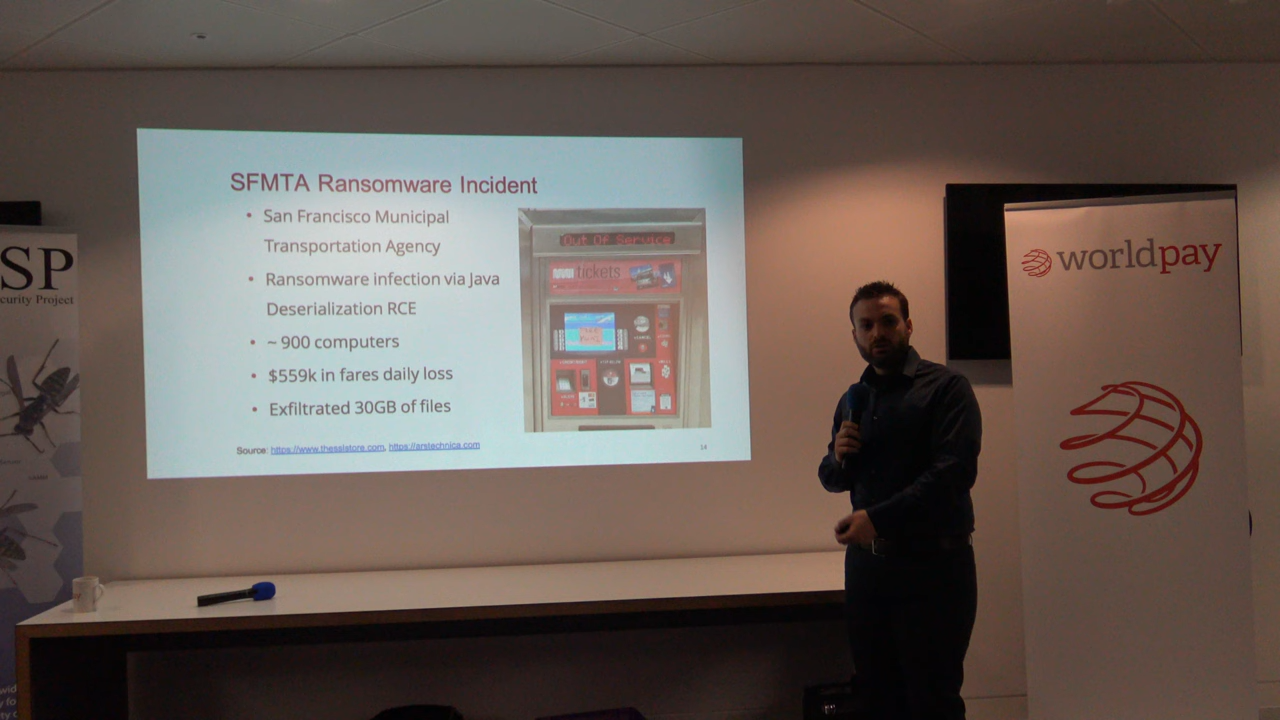 SFMTA Ransomware Incident
• San Francisco Municipal
Transportation Agency
• Ransomware infection via Java
Deserialization RCE
• ~ 900 computers
• $559k in fares daily loss
• Exfiltrated 30GB of files
Source: https://www.thesslstore.com, https://arstechnica.com
14
Out Of Service
tickets
SP
curity Project
worldpay